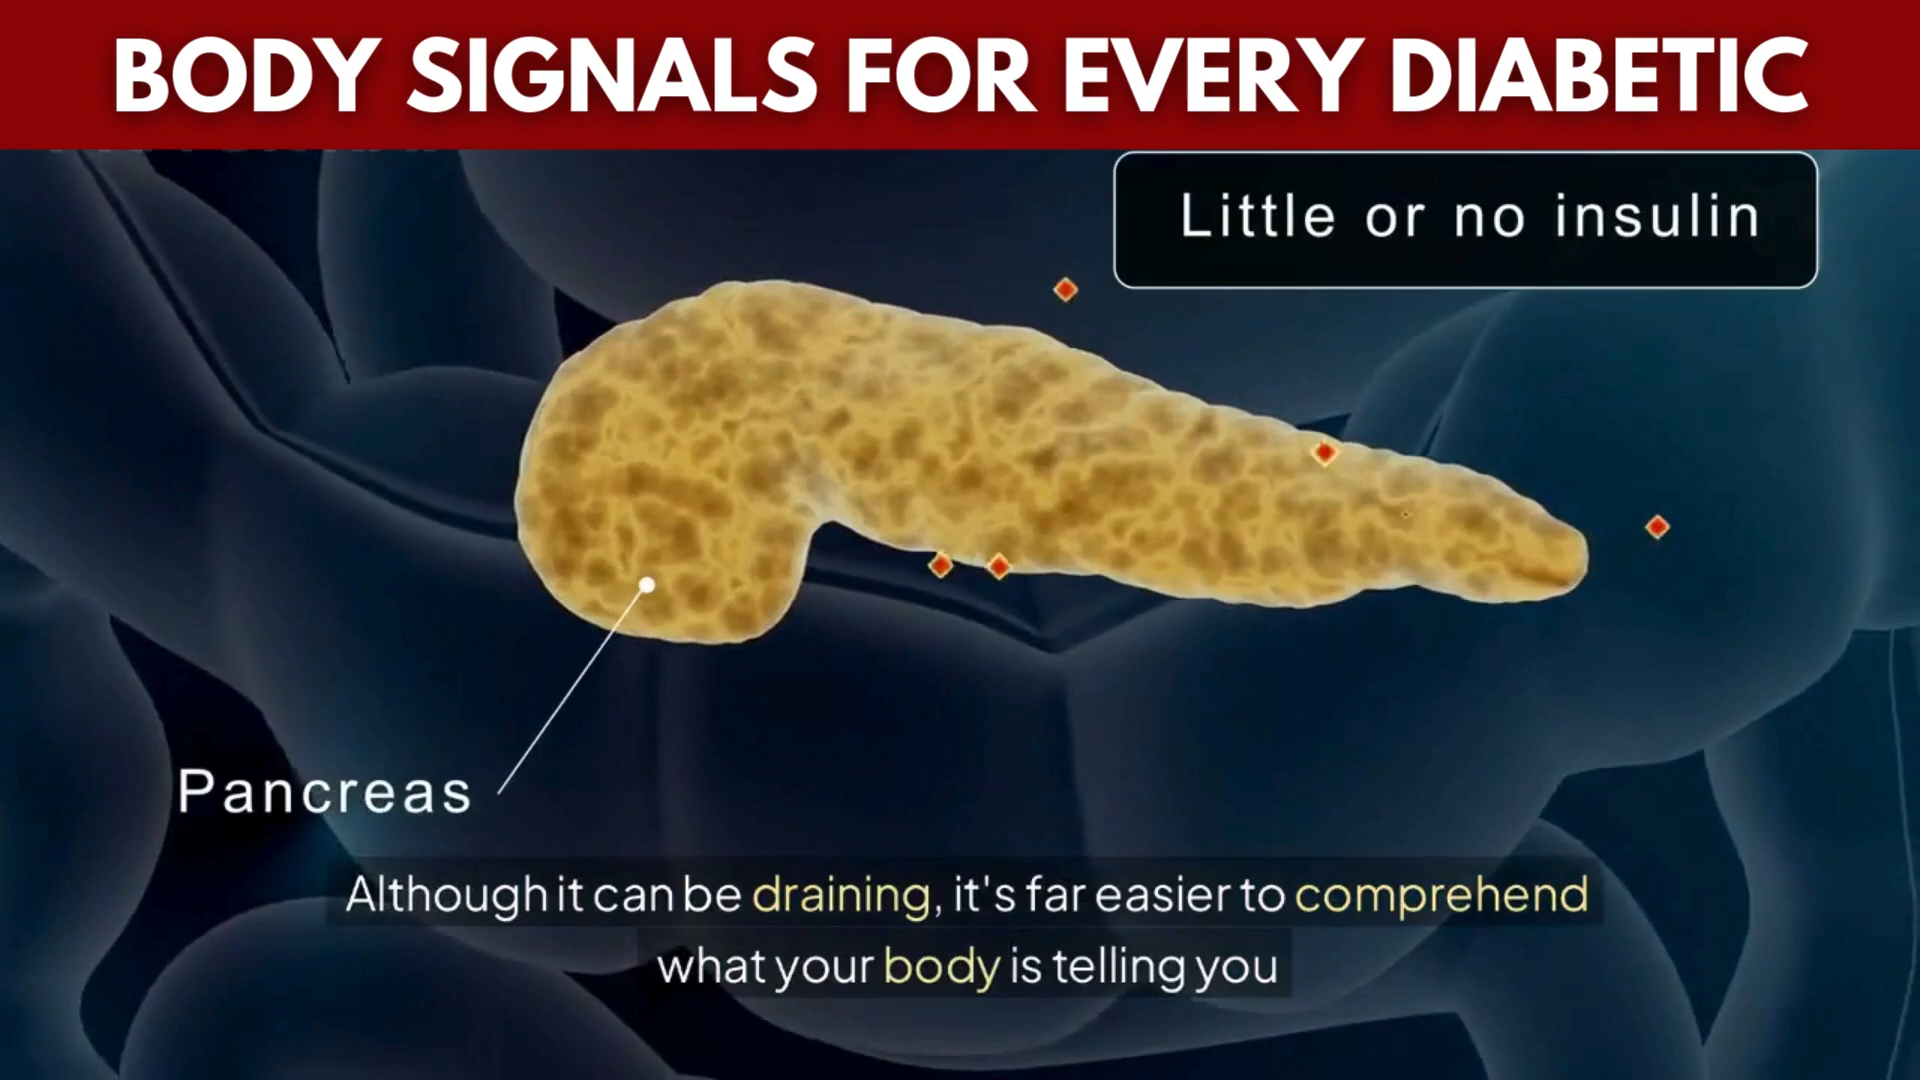 BODY SIGNALS FOR EVERY DIABETIC
Little or no insulin
Pancreas
Although it can be draining, it's far easier to comprehend
what your body is telling you